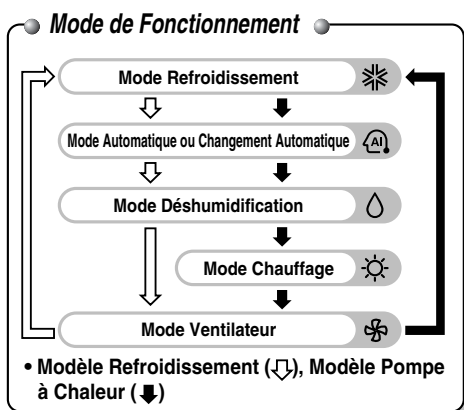 Mode de Fonctionnement
Mode Refroidissement
Mode Automatique ou Changement Automatique
AI
Mode Déshumidification
Mode Chauffage
Mode Ventilateur
• Modèle Refroidissement (⇩), Modèle Pompe
à Chaleur (⬇)